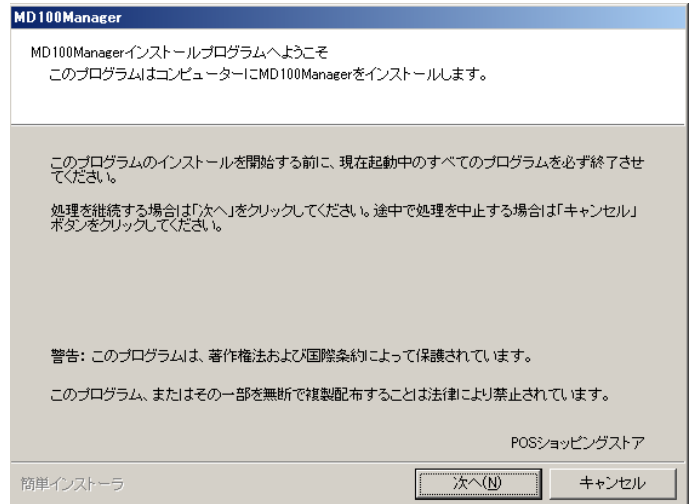 MD100Manager
MD100Managerインストールプログラムへようこそ
このプログラムはコンピューターにMD100Managerをインストールします。
このプログラムのインストールを開始する前に、現在起動中のすべてのプログラムを必ず終了させ
てください。
処理を継続する場合は「次へ」をクリックしてください。途中で処理を中止する場合は「キャンセル」
ボタンをクリックしてください。
警告: このプログラムは、著作権法および国際条約によって保護されています。
このプログラム、またはその一部を無断で複製配布することは法律により禁止されています。
POSショッピングストア
簡単インストーラ
次へ(N)
キャンセル